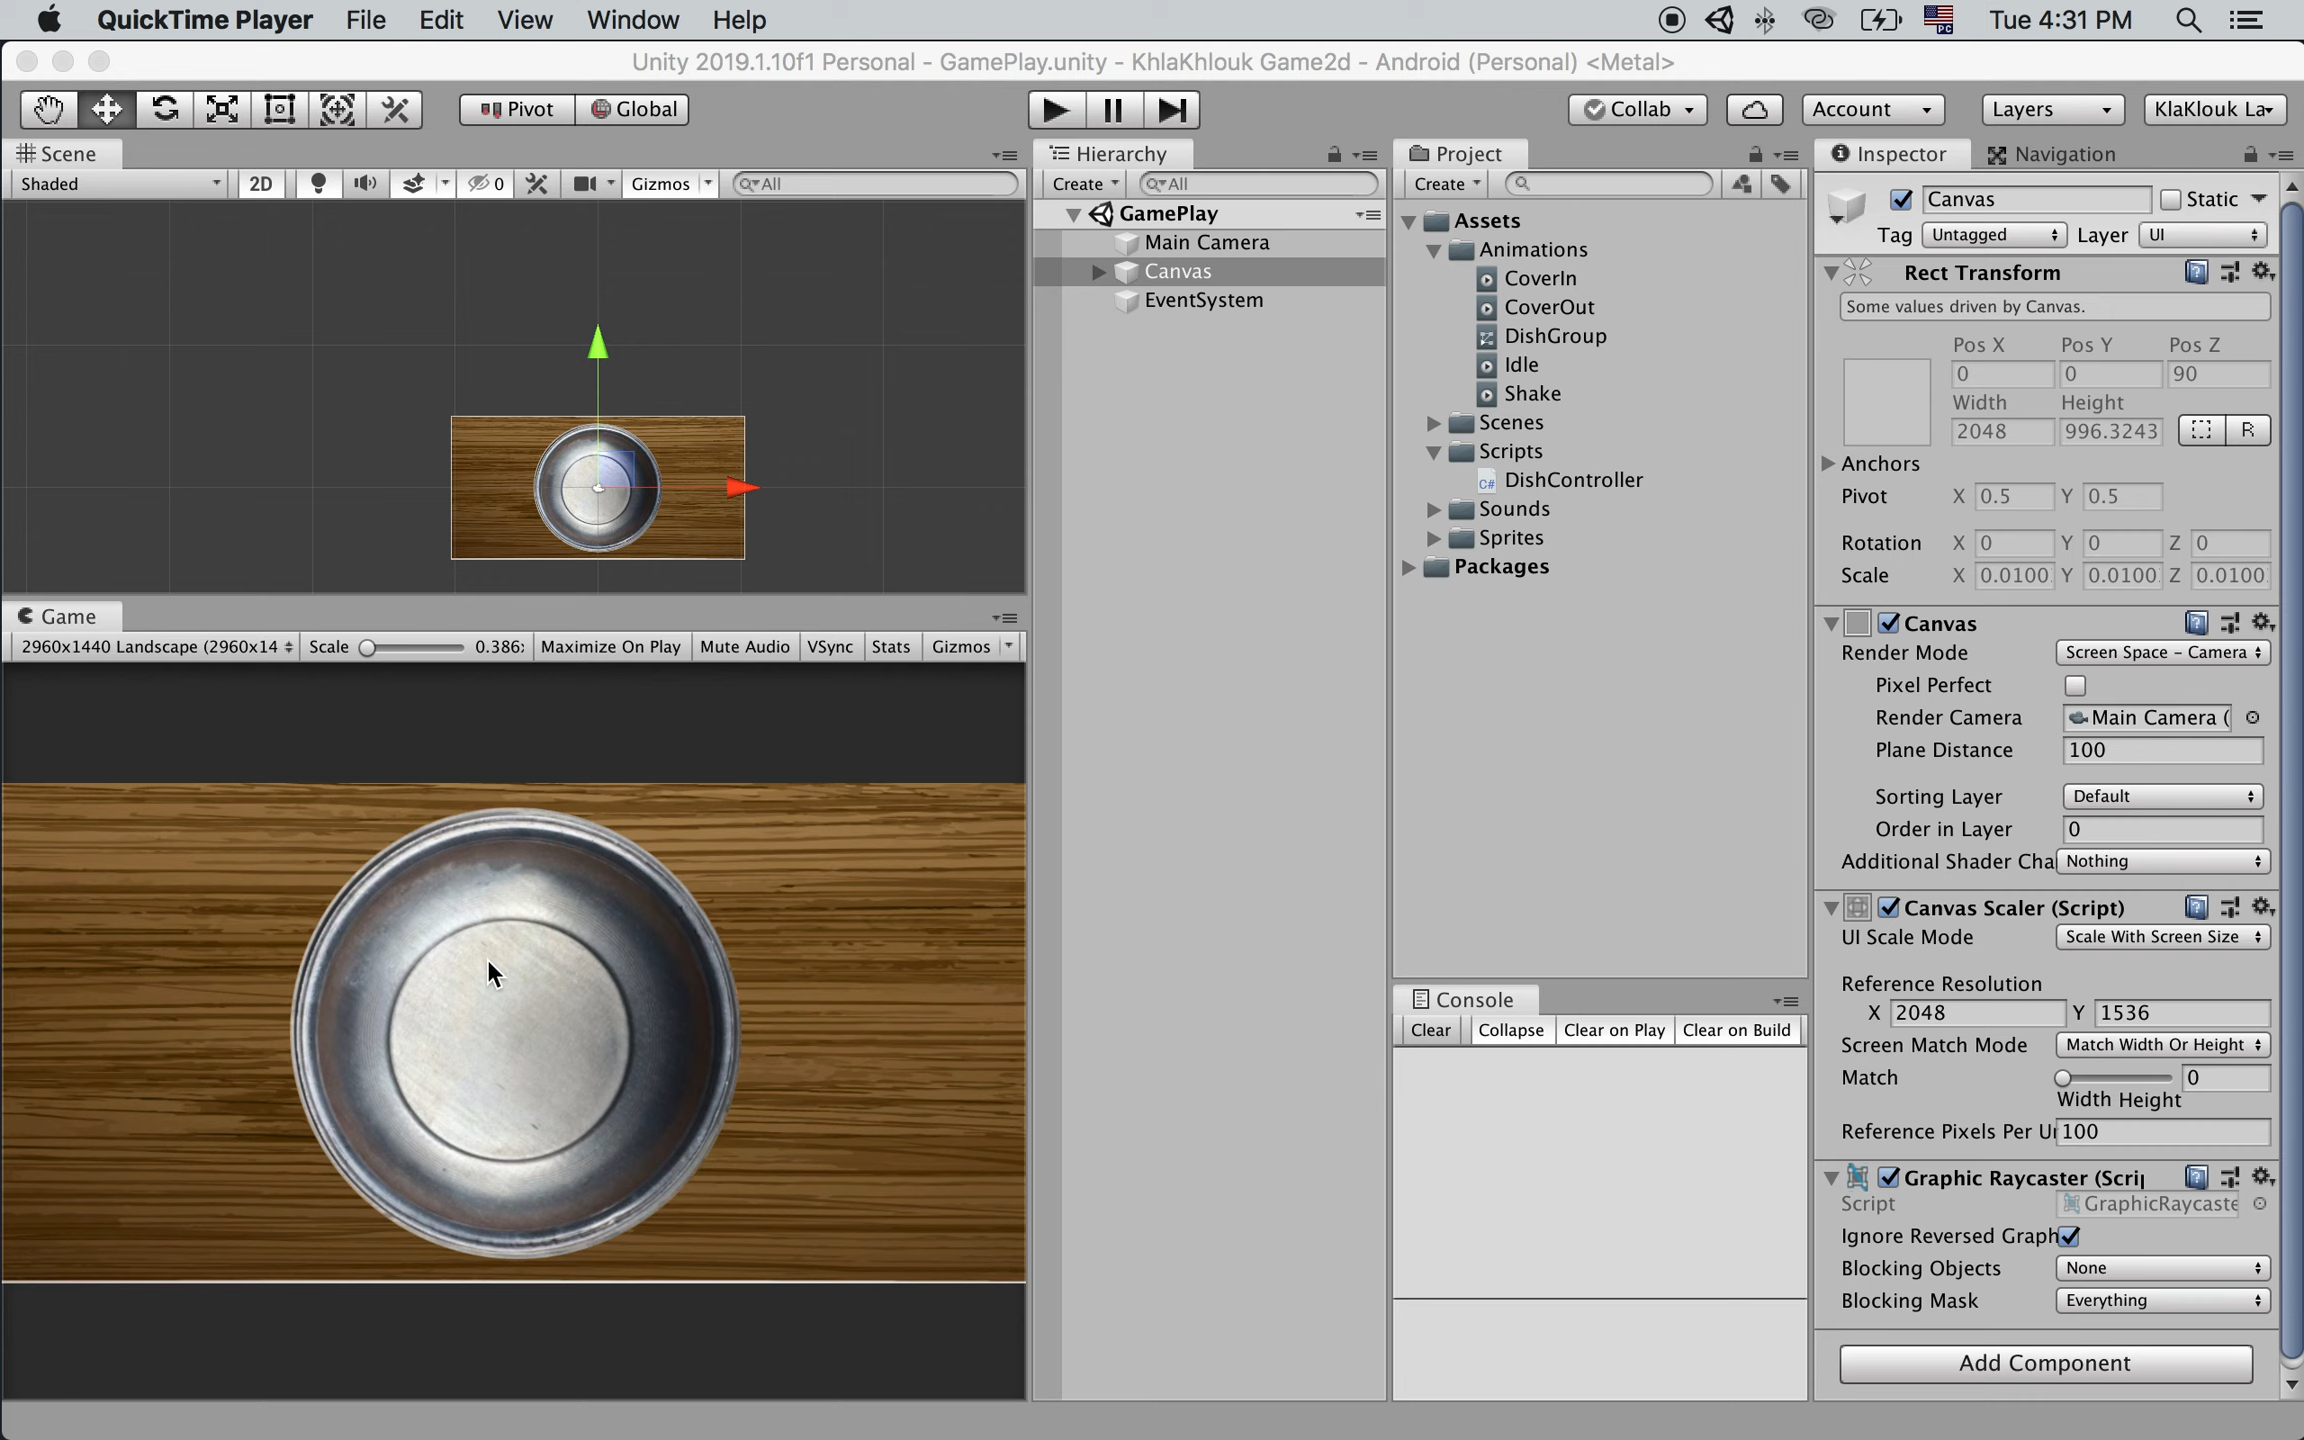 QuickTime Player File Edit View Window Help Tue 4:31 PM
Unity 2019.1.10f1 Personal - GamePlay.unity - KhlaKhlouk Game2d - Android (Personal) <Metal>
Pivot Global Collab Account Layers KlaKlouk La
Scene
Shaded 2D 0 Gizmos All
Game
2960x1440 Landscape (2960x14 Scale 0.386: Maximize On Play Mute Audio VSync Stats Gizmos
Hierarchy
Create All
GamePlay
Main Camera
Canvas
EventSystem
Project
Create
Assets
Animations
CoverIn
CoverOut
DishGroup
Idle
Shake
Scenes
Scripts
C# DishController
Sounds
Sprites
Packages
Console
Clear Collapse Clear on Play Clear on Build
Inspector Navigation
Canvas Static
Tag Untagged Layer UI
Rect Transform
Some values driven by Canvas.
Pos X Pos Y Pos Z
0 0 90
Width Height
2048 996.3243 R
Anchors
Pivot X 0.5 Y 0.5
Rotation X 0 Y 0 Z 0
Scale X 0.0100 Y 0.0100 Z 0.0100
Canvas
Render Mode Screen Space - Camera
Pixel Perfect
Render Camera Main Camera (
Plane Distance 100
Sorting Layer Default
Order in Layer 0
Additional Shader Cha Nothing
Canvas Scaler (Script)
UI Scale Mode Scale With Screen Size
Reference Resolution
X 2048 Y 1536
Screen Match Mode Match Width Or Height
Match 0
Width Height
Reference Pixels Per U 100
Graphic Raycaster (Scrip
Script GraphicRaycaste
Ignore Reversed Graph
Blocking Objects None
Blocking Mask Everything
Add Component